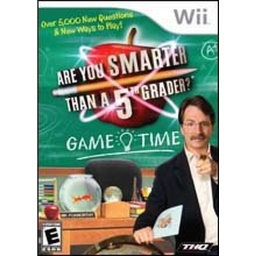 Wii
Over 5,000 New Questions
& New Ways to Play!
ARE YOU SMARTER
THAN A 5TH GRADER?
GAME TIME
E
THQ